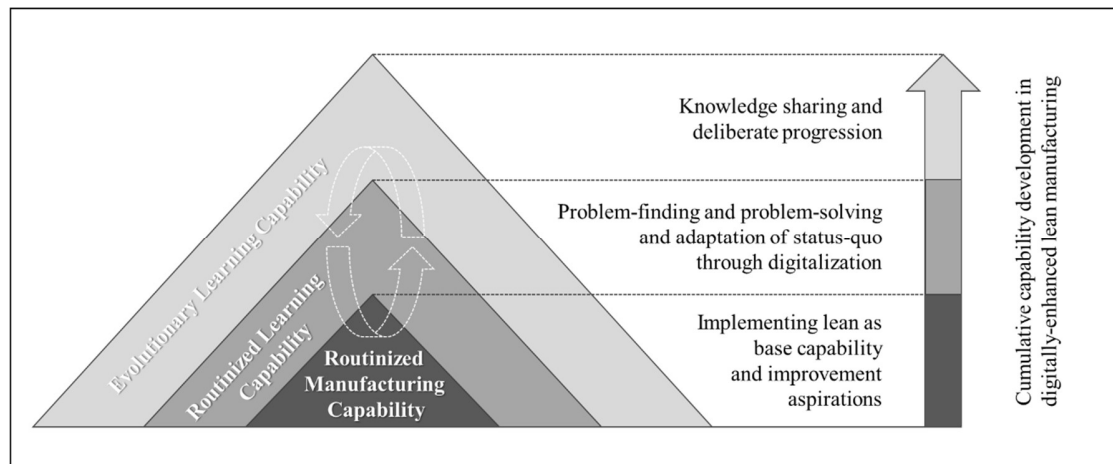 Evolutionary Learning Capability
Routinized Learning
Capability
Routinized
Manufacturing
Capability
Knowledge sharing and
deliberate progression
Problem-finding and problem-solving
and adaptation of status-quo
through digitalization
Implementing lean as
base capability
and improvement
aspirations
Cumulative capability development in
digitally-enhanced lean manufacturing